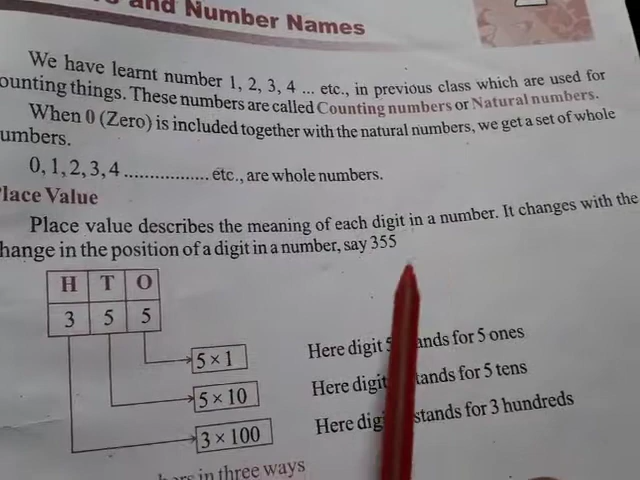 and Number Names
We have learnt number 1, 2, 3, 4 ... etc., in previous class which are used for
ounting things. These numbers are called Counting numbers or Natural numbers.
When 0 (Zero) is included together with the natural numbers, we get a set of whole
umbers.
0, 1, 2, 3, 4 ................. etc., are whole numbers.
lace Value
Place value describes the meaning of each digit in a number. It changes with the
hange in the position of a digit in a number, say 355
H T O
3 5 5
5 × 1 Here digit 5 ands for 5 ones
5 × 10 Here digit tands for 5 tens
3 × 100 Here dig stands for 3 hundreds
in three ways